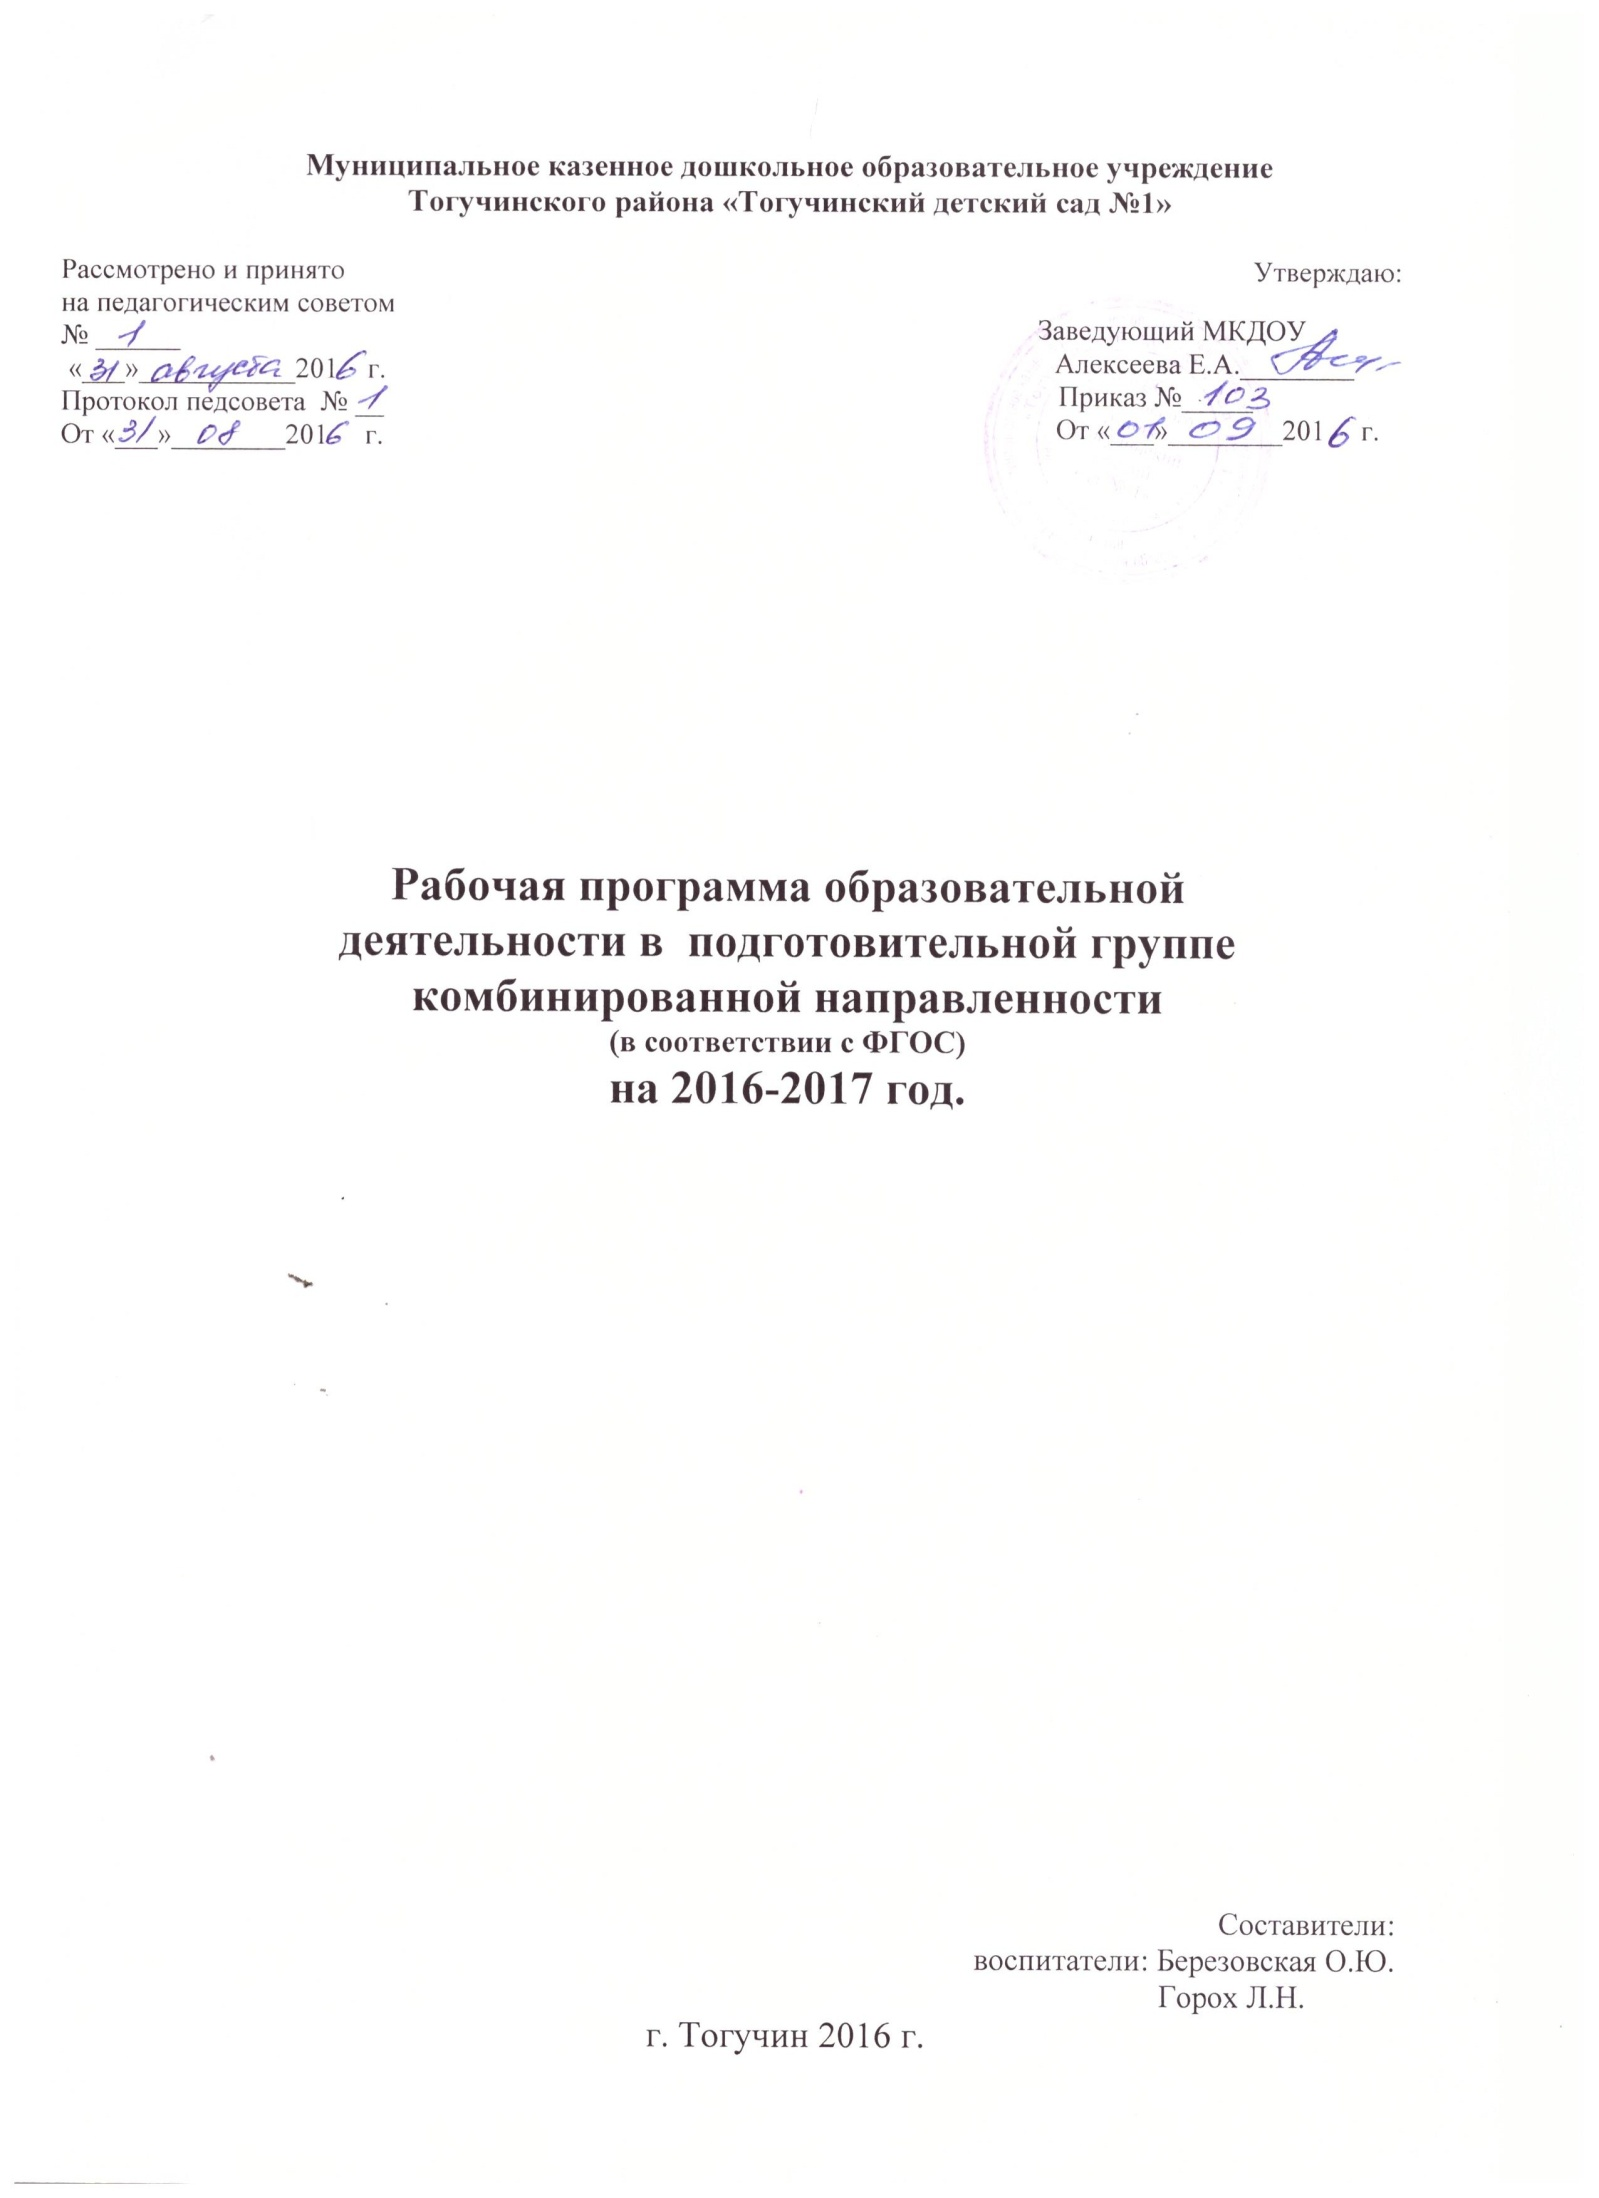 Муниципальное казенное дошкольное образовательное учреждение
Тогучинского района «Тогучинский детский сад №1»
Рассмотрено и принято
на педагогическим советом
№ 1
«31» августа 2016 г.
Протокол педсовета № 1
От «31» 08 2016 г.
Утверждаю:
Заведующий МКДОУ
Алексеева Е.А.
Приказ № 103
От «01» 09 2016 г.
Рабочая программа образовательной
деятельности в подготовительной группе
комбинированной направленности
(в соответствии с ФГОС)
на 2016-2017 год.
Составители:
воспитатели: Березовская О.Ю.
Горох Л.Н.
г. Тогучин 2016 г.